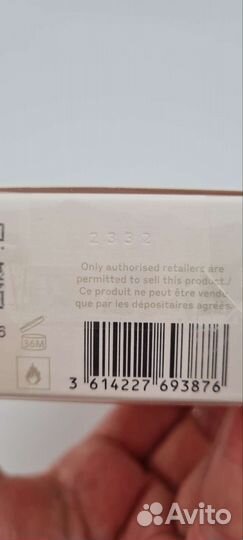 2332
Only authorised retailers are
permitted to sell this product./
Ce produit ne peut être vendu
que par les dépositaires agréés
6
36M
3 614227 693876
Avito